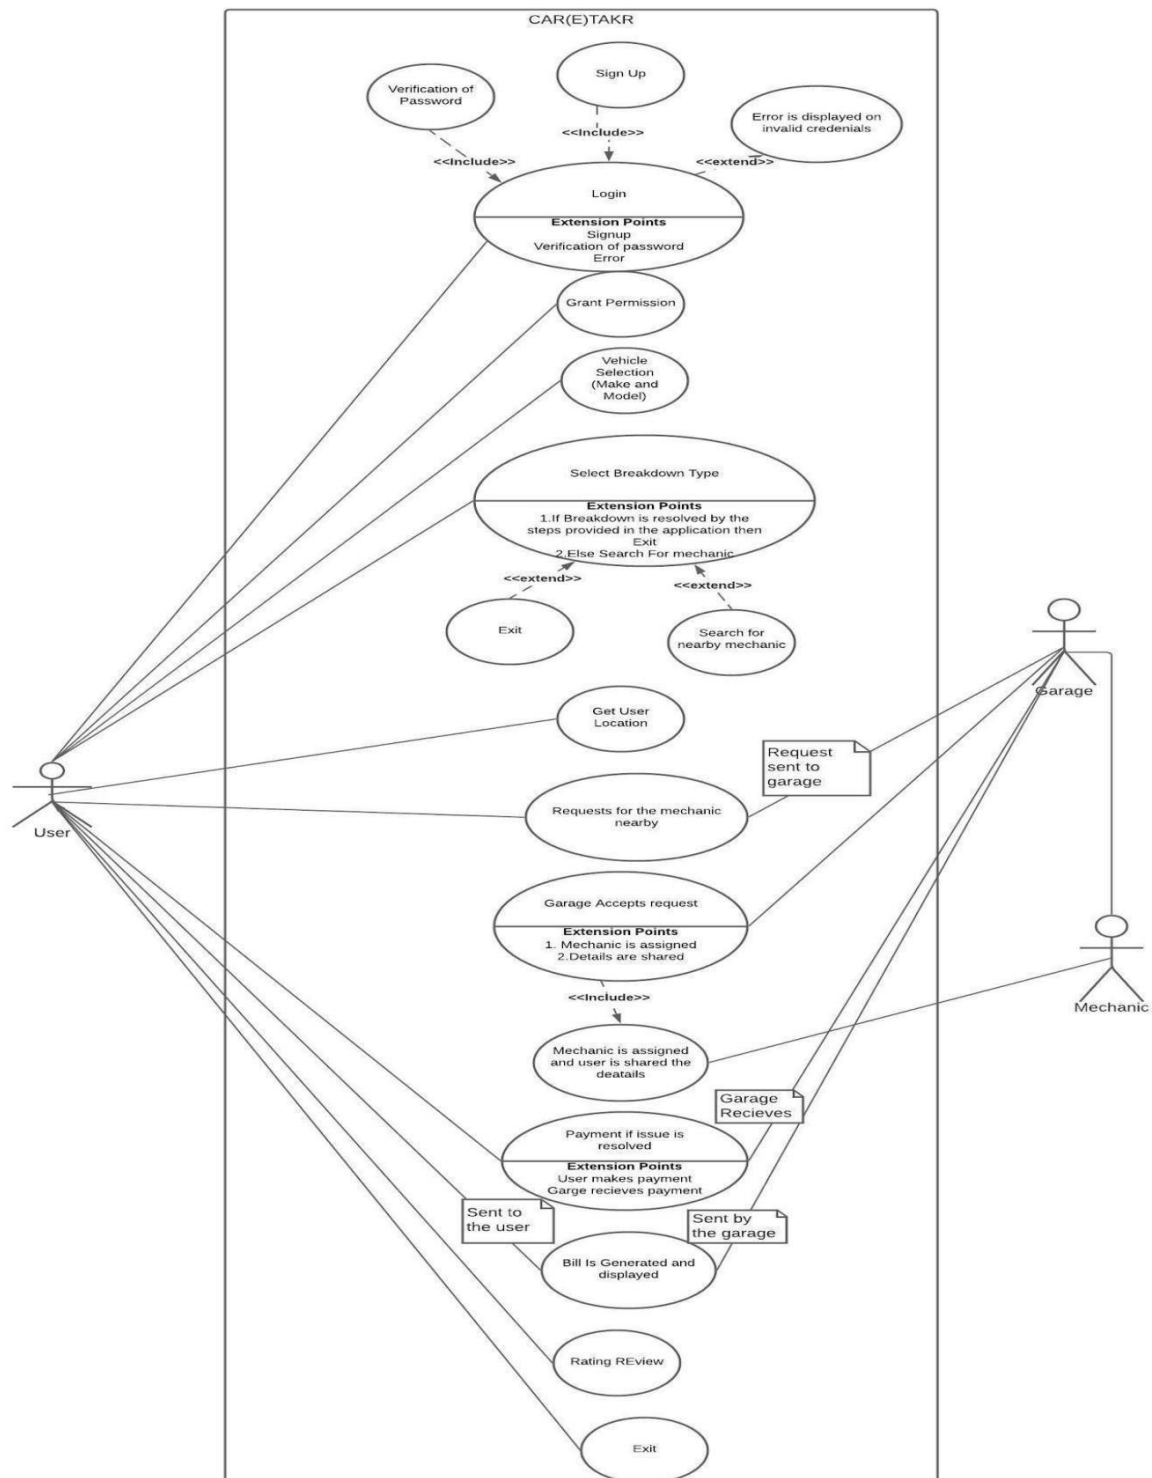 CAR(E)TAKR
Sign Up
Verification of
Password
Error is displayed on
invalid credenials
<<Include>>
<<Include>>
<<extend>>
Login
Extension Points
Signup
Verification of password
Error
Grant Permission
Vehicle
Selection
(Make and
Model)
Select Breakdown Type
Extension Points
1.If Breakdown is resolved by the
steps provided in the application then
Exit
2.Else Search For mechanic
<<extend>>
<<extend>>
Exit
Search for
nearby mechanic
Garage
Get User
Location
Request
sent to
garage
User
Requests for the mechanic
nearby
Garage Accepts request
Extension Points
1. Mechanic is assigned
2.Details are shared
<<Include>>
Mechanic
Mechanic is assigned
and user is shared the
deatails
Garage
Recieves
Payment if issue is
resolved
Extension Points
User makes payment
Garge recieves payment
Sent to
the user
Sent by
the garage
Bill Is Generated and
displayed
Rating REview
Exit